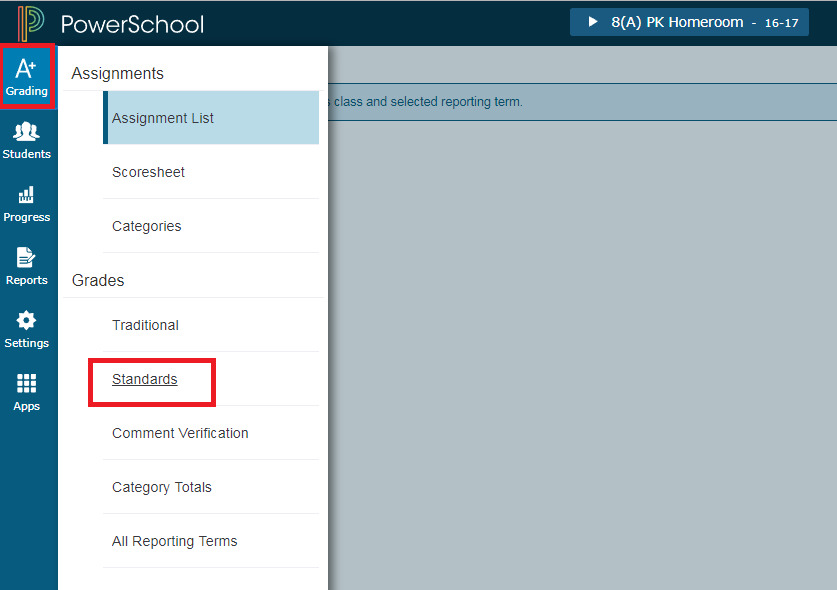 PowerSchool
8(A) PK Homeroom - 16-17
Grading
Students
Progress
Reports
Settings
Apps
Assignments
Assignment List
Scoresheet
Categories
Grades
Traditional
Standards
Comment Verification
Category Totals
All Reporting Terms
class and selected reporting term.